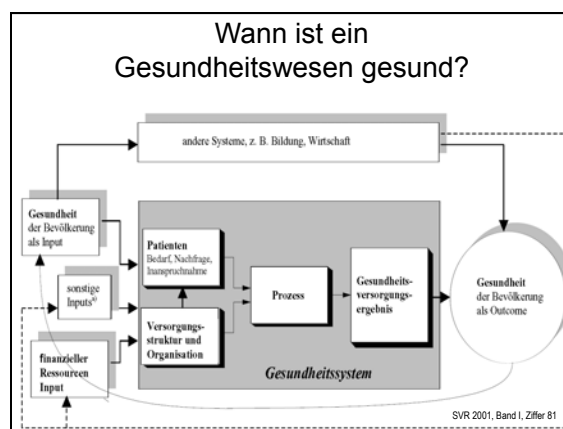 Wann ist ein
Gesundheitswesen gesund?
andere Systeme, z. B. Bildung, Wirtschaft
Gesundheit
der Bevölkerung
als Input
Patienten
Bedarf, Nachfrage,
Inanspruchnahme
sonstige
Inputs
Versorgungs-
struktur und
Organisation
Prozess
Gesundheits-
versorgungs-
ergebnis
Gesundheit
der Bevölkerung
als Outcome
finanzieller
Ressourcen
Input
Gesundheitssystem
SVR 2001, Band I, Ziffer 81